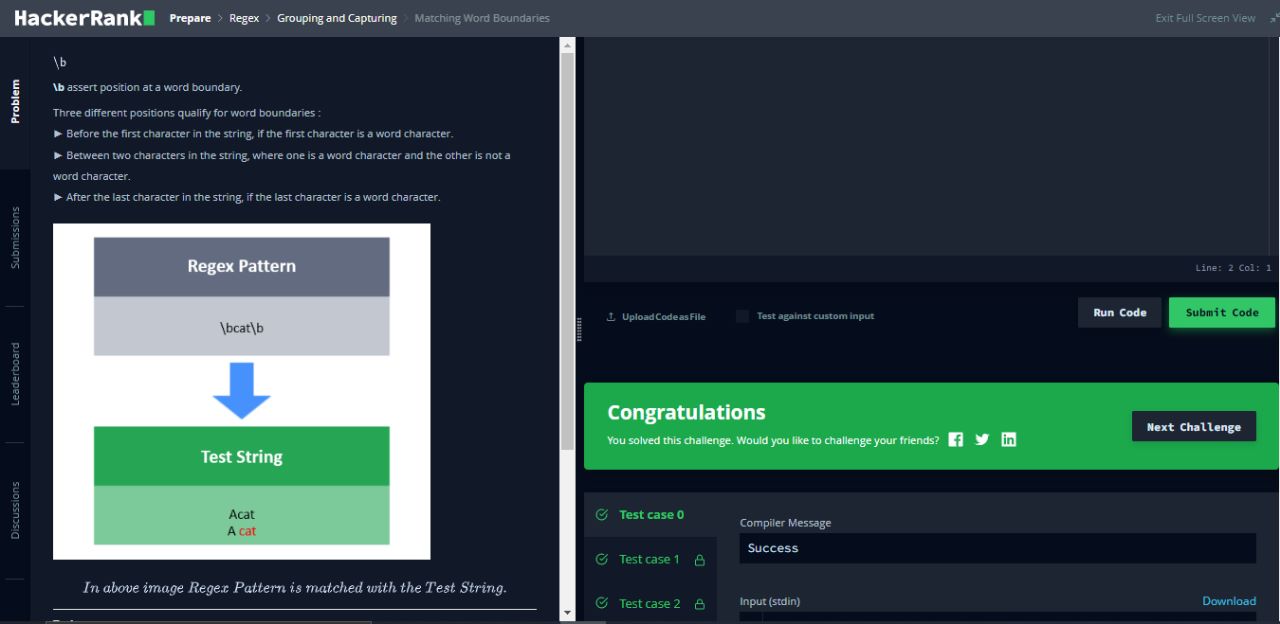 HackerRank Prepare > Regex > Grouping and Capturing > Matching Word Boundaries Exit Full Screen View
Problem
Submissions
Leaderboard
Discussions
\b
\b assert position at a word boundary.
Three different positions qualify for word boundaries :
► Before the first character in the string, if the first character is a word character.
► Between two characters in the string, where one is a word character and the other is not a
word character.
► After the last character in the string, if the last character is a word character.
Regex Pattern
\bcat\b
Test String
Acat
A cat
In above image Regex Pattern is matched with the Test String.
Line: 2 Col: 1
Upload Code as File
Test against custom input
Run Code
Submit Code
Congratulations
You solved this challenge. Would you like to challenge your friends?
Next Challenge
Test case 0
Test case 1
Test case 2
Compiler Message
Success
Input (stdin)
Download